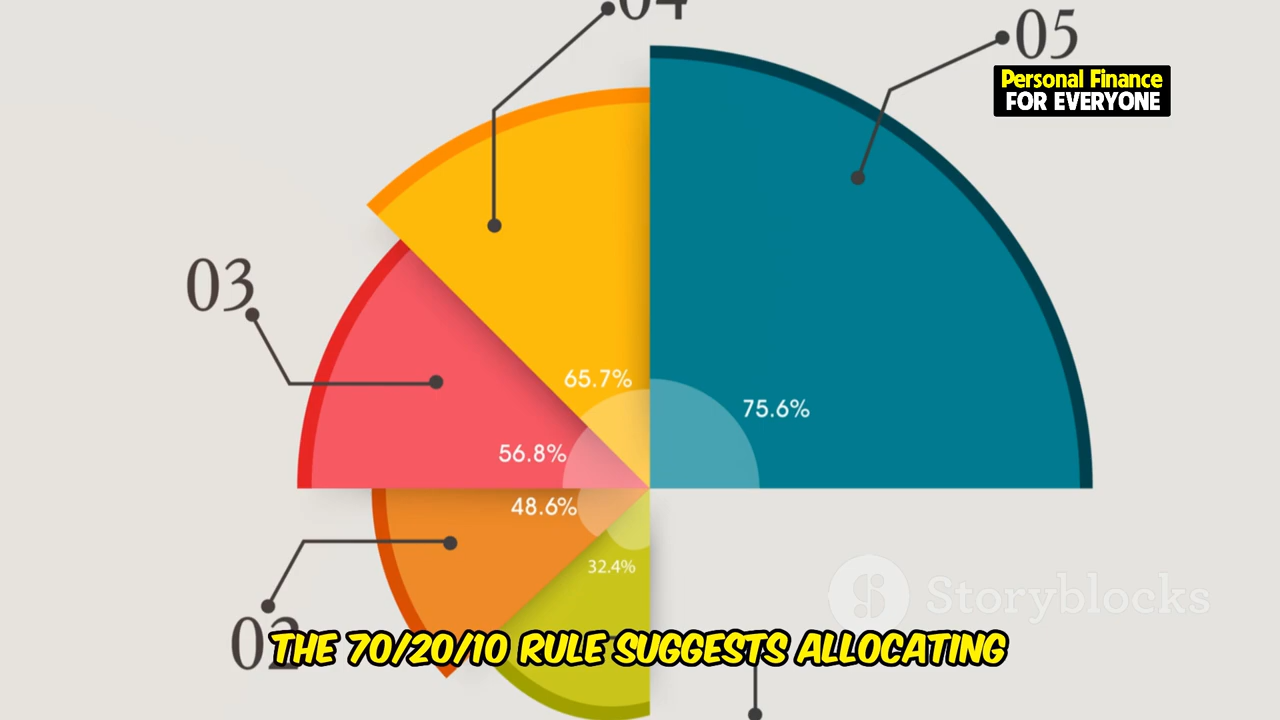 04
05
Personal Finance
FOR EVERYONE
03
65.7%
75.6%
56.8%
48.6%
32.4%
Storyblocks
02
THE 70/20/10 RULE SUGGESTS ALLOCATING